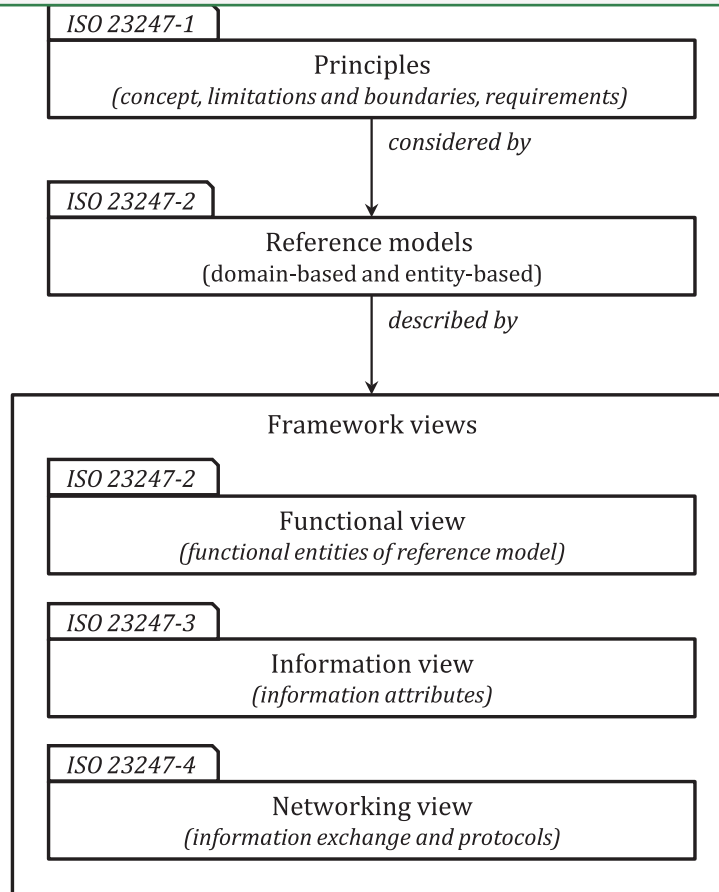 ISO 23247-1
Principles
(concept, limitations and boundaries, requirements)
considered by
ISO 23247-2
Reference models
(domain-based and entity-based)
described by
Framework views
ISO 23247-2
Functional view
(functional entities of reference model)
ISO 23247-3
Information view
(information attributes)
ISO 23247-4
Networking view
(information exchange and protocols)